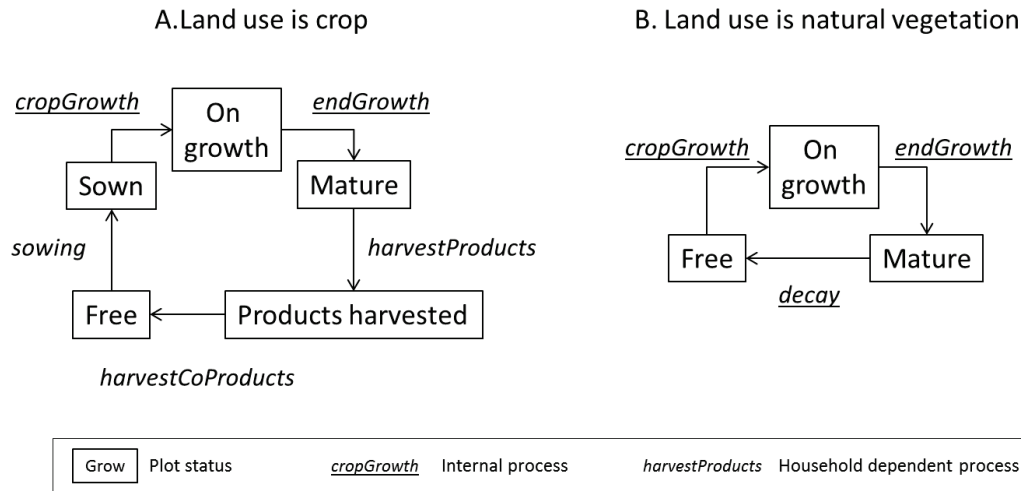 A.Land use is crop
B. Land use is natural vegetation
cropGrowth
On
growth
endGrowth
Sown
Mature
sowing
harvestProducts
Free
Products harvested
harvestCoProducts
cropGrowth
On
growth
endGrowth
Free
Mature
decay
Grow
Plot status
cropGrowth
Internal process
harvestProducts
Household dependent process